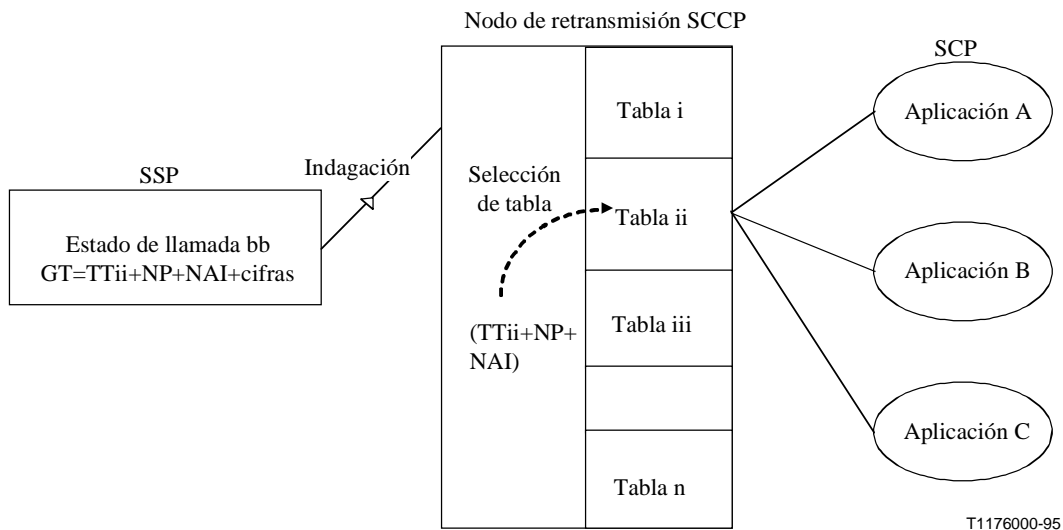 Nodo de retransmisión SCCP
SCP
Tabla i
Aplicación A
Indagación
SSP
Selección
de tabla
Tabla ii
Estado de llamada bb
GT=TTii+NP+NAI+cifras
Aplicación B
(TTii+NP+
NAI)
Tabla iii
Aplicación C
Tabla n
T1176000-95